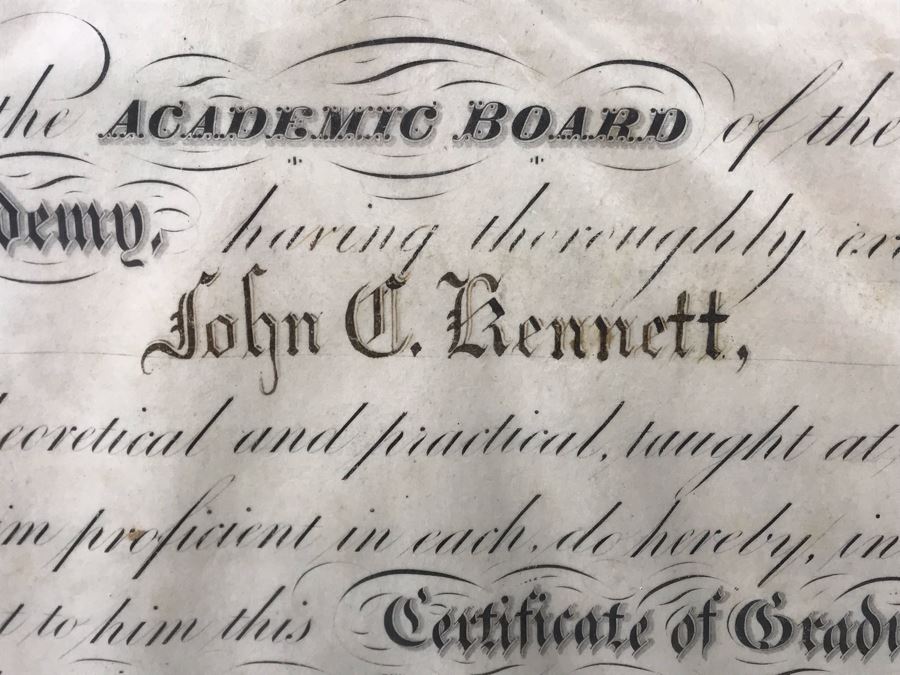 the ACADEMIC BOARD of the
demy, having thoroughly ex
John C. Kennett,
eoretical and practical, taught at,
im proficient in each, do hereby, in
t to him this Certificate of Gradu